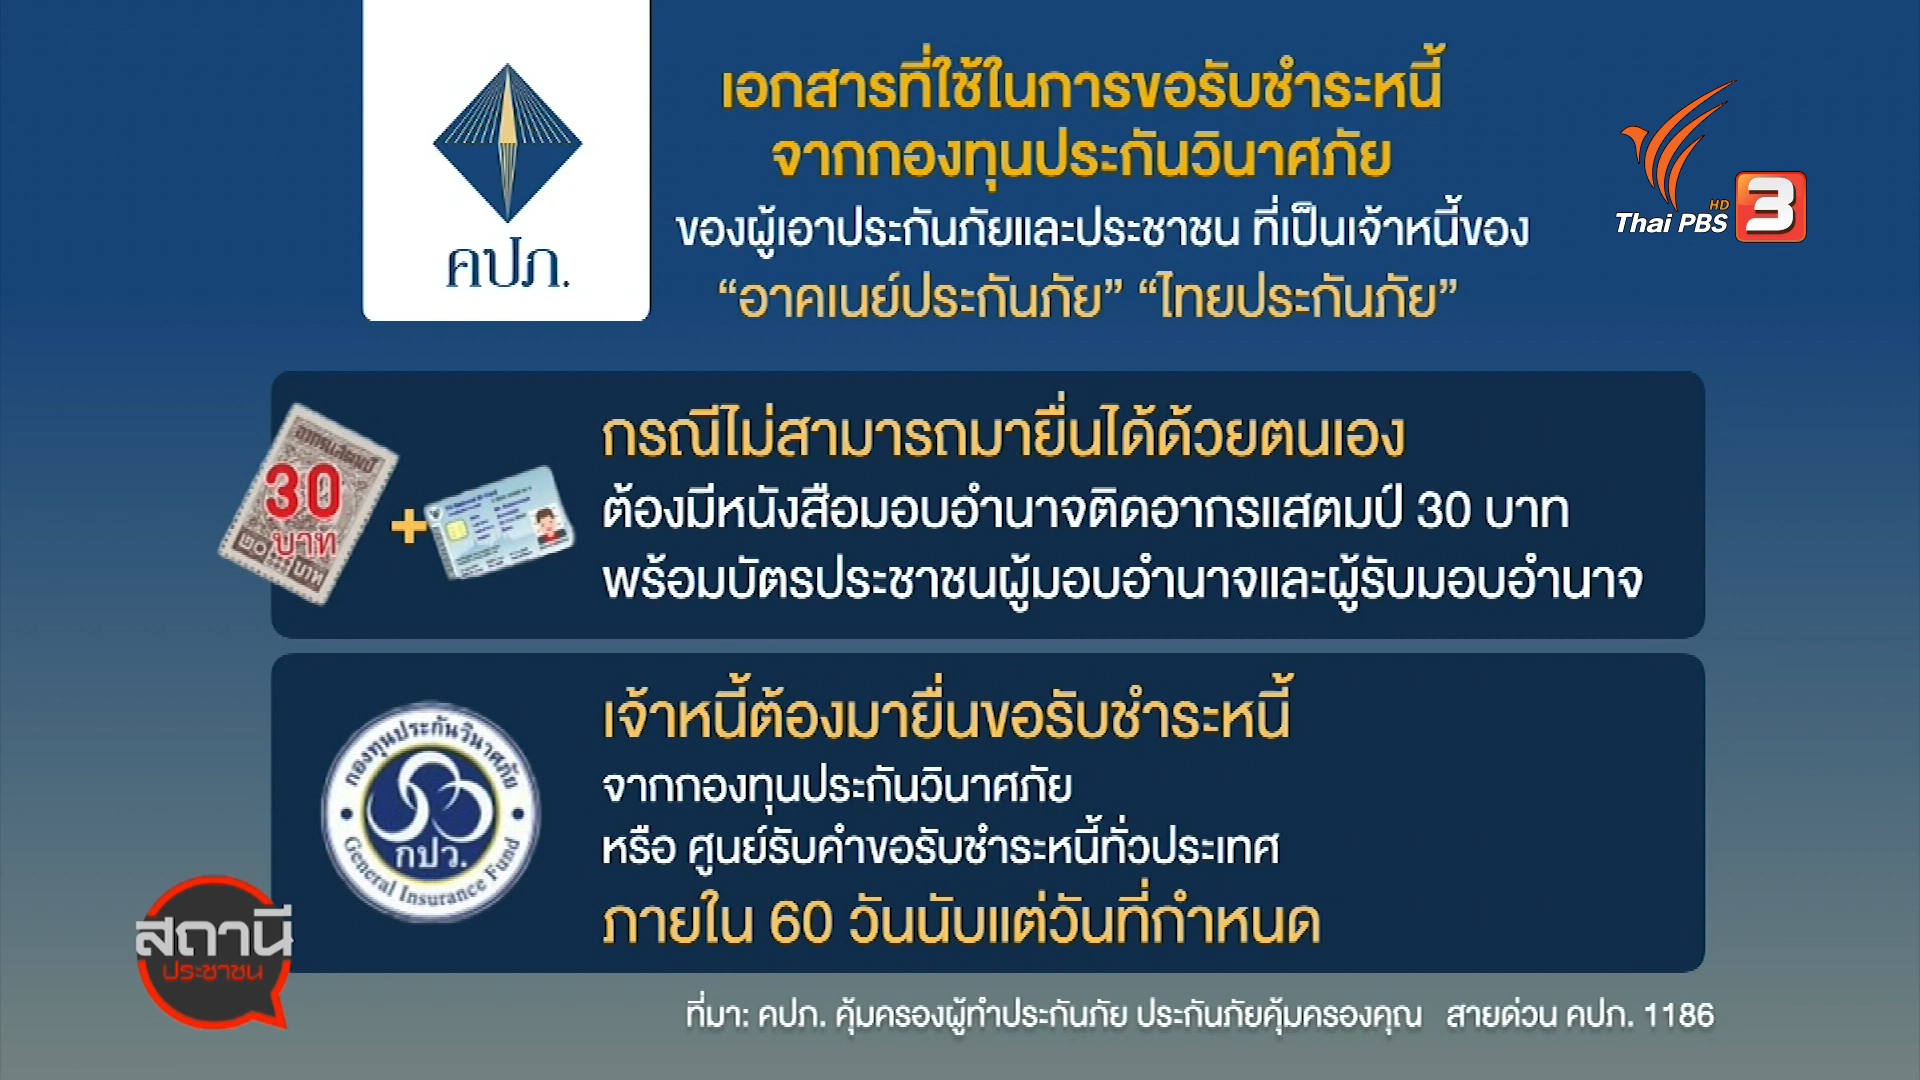 คปภ.
เอกสารที่ใช้ในการขอรับชำระหนี้
จากกองทุนประกันวินาศภัย
ของผู้เอาประกันภัยและประชาชน ที่เป็นเจ้าหนี้ของ
“อาคเนย์ประกันภัย” “ไทยประกันภัย”
HD
Thai PBS 3
อากรแสตมป์
30
บาท
๒๐
บาท
กรณีไม่สามารถมายื่นได้ด้วยตนเอง
ต้องมีหนังสือมอบอำนาจติดอากรแสตมป์ 30 บาท
พร้อมบัตรประชาชนผู้มอบอำนาจและผู้รับมอบอำนาจ
กองทุนประกันวินาศภัย
กปว.
General Insurance Fund
เจ้าหนี้ต้องมายื่นขอรับชำระหนี้
จากกองทุนประกันวินาศภัย
หรือ ศูนย์รับคำขอรับชำระหนี้ทั่วประเทศ
ภายใน 60 วันนับแต่วันที่กำหนด
สถานี
ประชาชน
ที่มา: คปภ. คุ้มครองผู้ทำประกันภัย ประกันภัยคุ้มครองคุณ สายด่วน คปภ. 1186